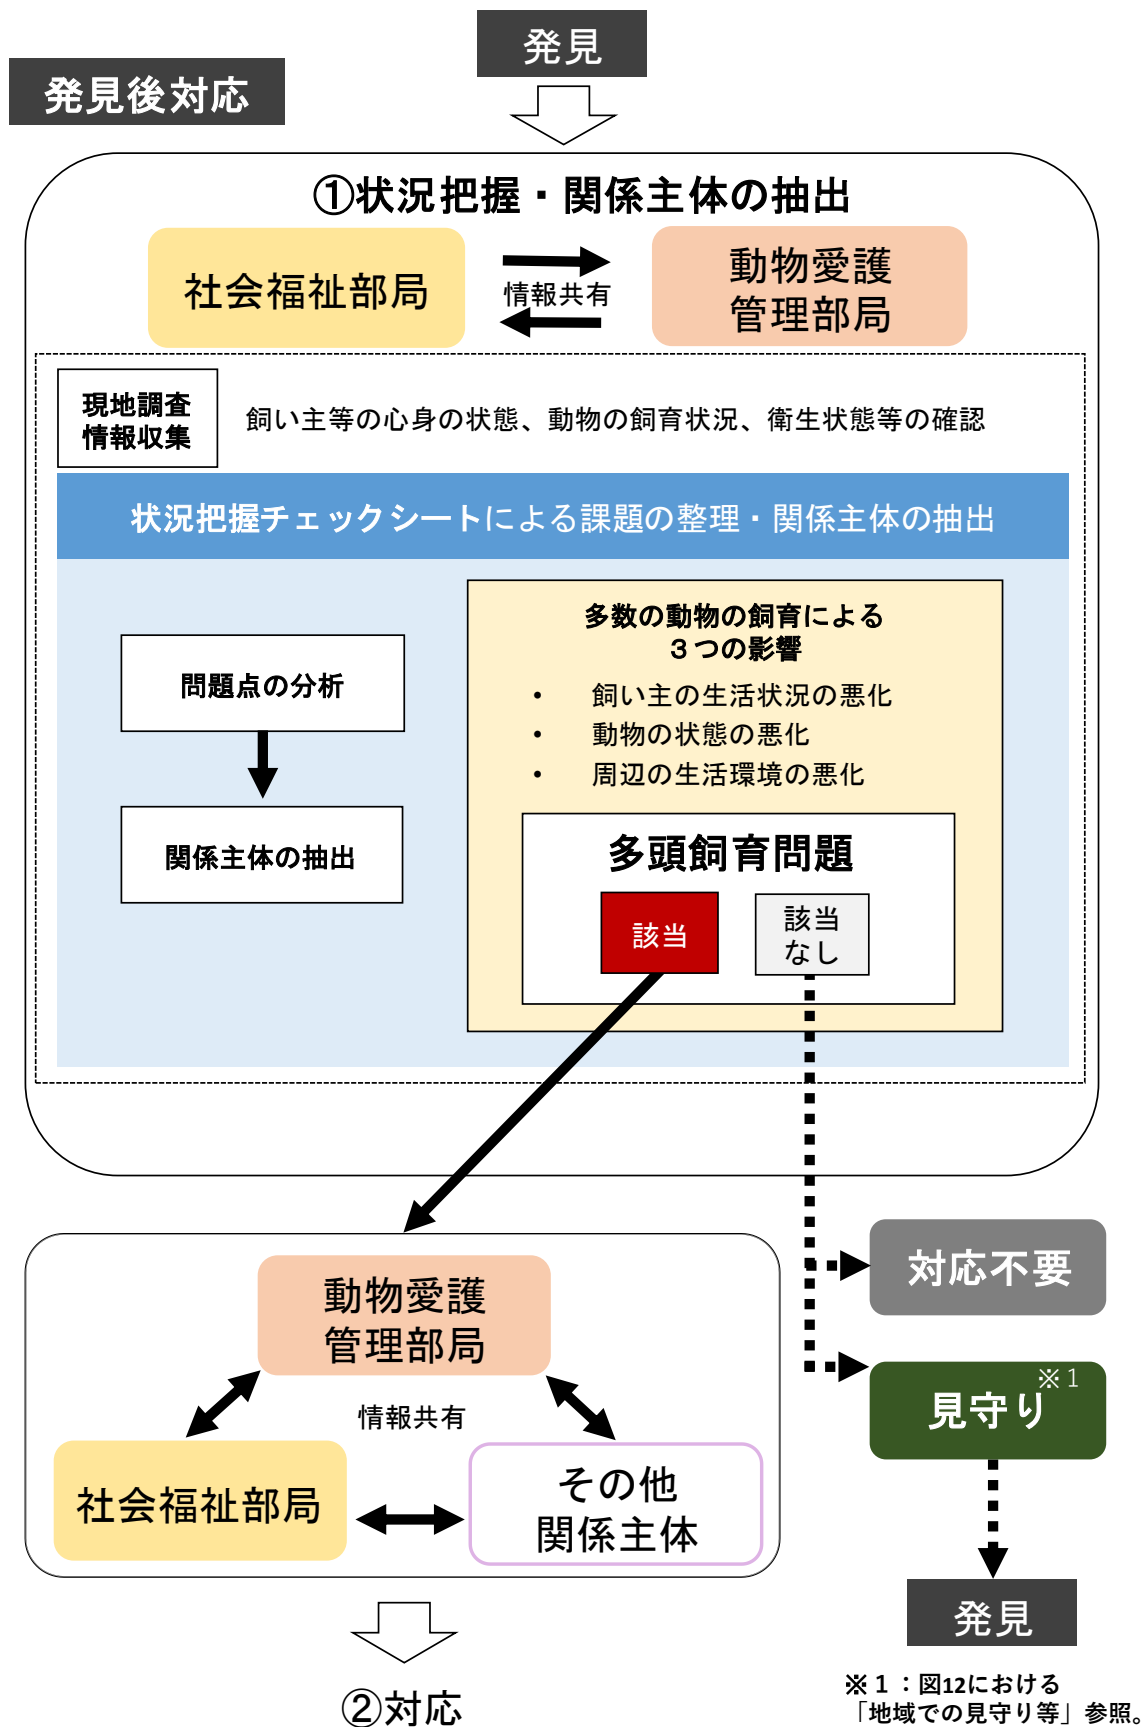 発見
発見後対応
①状況把握・関係主体の抽出
社会福祉部局
情報共有
動物愛護
管理部局
現地調査
情報収集
飼い主等の心身の状態、動物の飼育状況、衛生状態等の確認
状況把握チェックシートによる課題の整理・関係主体の抽出
問題点の分析
関係主体の抽出
多数の動物の飼育による
３つの影響
・ 飼い主の生活状況の悪化
・ 動物の状態の悪化
・ 周辺の生活環境の悪化
多頭飼育問題
該当
該当
なし
動物愛護
管理部局
情報共有
社会福祉部局
その他
関係主体
②対応
対応不要
見守り※１
発見
※１：図12における
「地域での見守り等」参照。